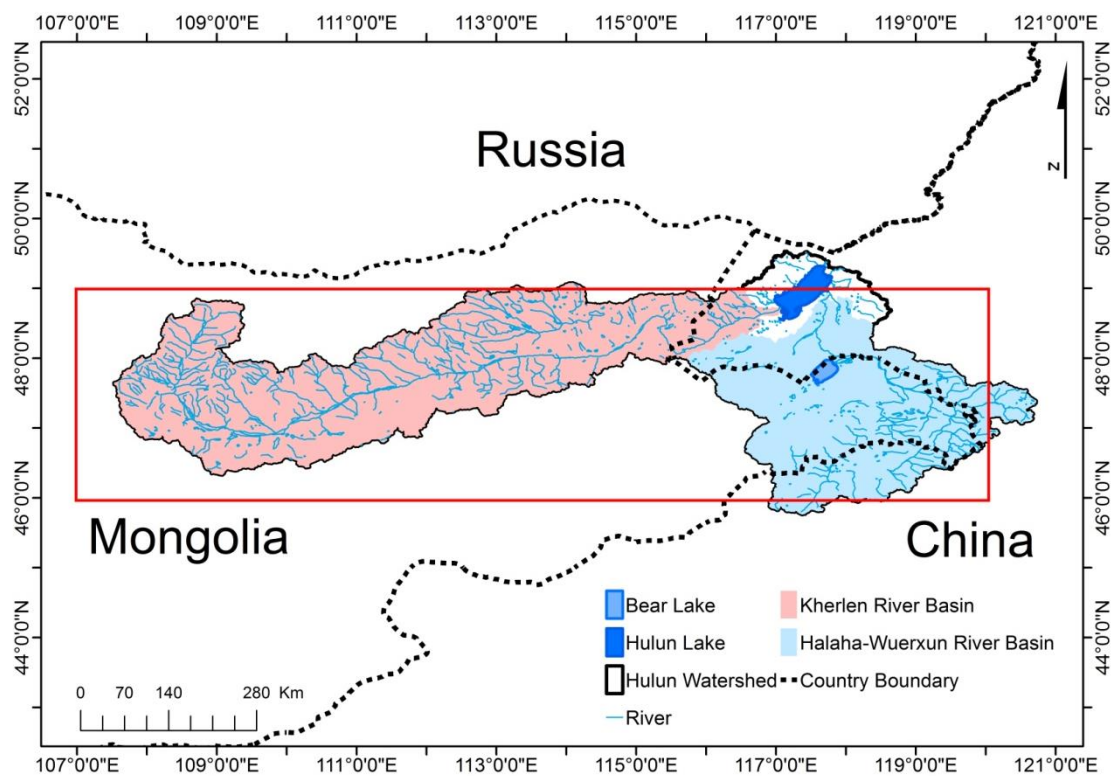 107°0'0"E 109°0'0"E 111°0'0"E 113°0'0"E 115°0'0"E 117°0'0"E 119°0'0"E 121°0'0"E
52°0'0"N
50°0'0"N
48°0'0"N
46°0'0"N
44°0'0"N
Russia
Mongolia
China
N
52°0'0"N
50°0'0"N
48°0'0"N
46°0'0"N
44°0'0"N
Bear Lake
Kherlen River Basin
Hulun Lake
Halaha-Wuerxun River Basin
Hulun Watershed
Country Boundary
River
0 70 140 280 Km
107°0'0"E 109°0'0"E 111°0'0"E 113°0'0"E 115°0'0"E 117°0'0"E 119°0'0"E 121°0'0"E